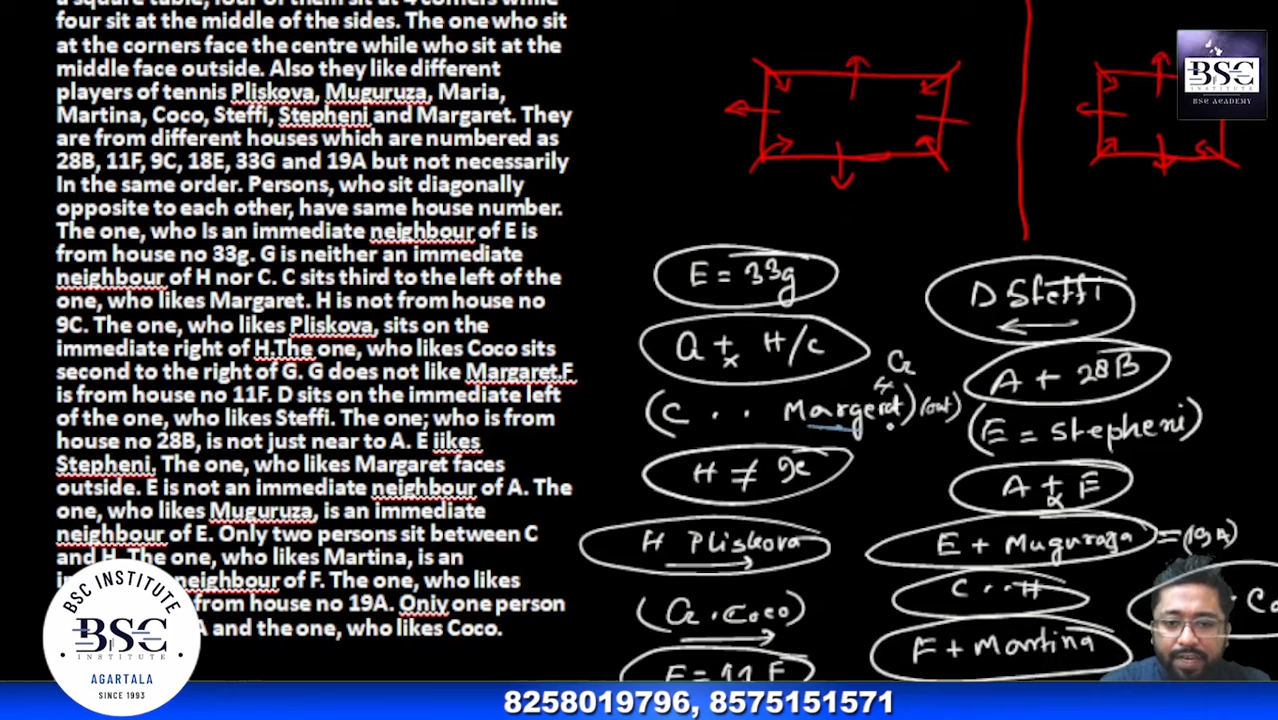 a square table, four of them sit at 4 corners while
four sit at the middle of the sides. The one who sit
at the corners face the centre while who sit at the
middle face outside. Also they like different
players of tennis Pliskova, Muguruza, Maria,
Martina, Coco, Steffi, Stepheni and Margaret. They
are from different houses which are numbered as
28B, 11F, 9C, 18E, 33G and 19A but not necessarily
In the same order. Persons, who sit diagonally
opposite to each other, have same house number.
The one, who Is an immediate neighbour of E is
from house no 33g. G is neither an immediate
neighbour of H nor C. C sits third to the left of the
one, who likes Margaret. H is not from house no
9C. The one, who likes Pliskova, sits on the
immediate right of H.The one, who likes Coco sits
second to the right of G. G does not like Margaret.F
is from house no 11F. D sits on the immediate left
of the one, who likes Steffi. The one; who is from
house no 28B, is not just near to A. E iikes
Stepheni. The one, who likes Margaret faces
outside. E is not an immediate neighbour of A. The
one, who likes Muguruza, is an immediate
neighbour of E. Only two persons sit between C
and H. The one, who likes Martina, is an
neighbour of F. The one, who likes
from house no 19A. Only one person
A and the one, who likes Coco.
E = 33g
H/C
(C . . Margeret) (out)
H ≠ 9C
H Pliskova
Coco)
E = 11 F
D Steffi
A + 28B
(E = Stepheni)
A + F
E + Muguraza = (19A)
C . . H
F + Martina
. Co
BSC
INSTITUTE
BSC ACADEMY
BSC INSTITUTE
BSC
INSTITUTE
AGARTALA
SINCE 1993
8258019796, 8575151571